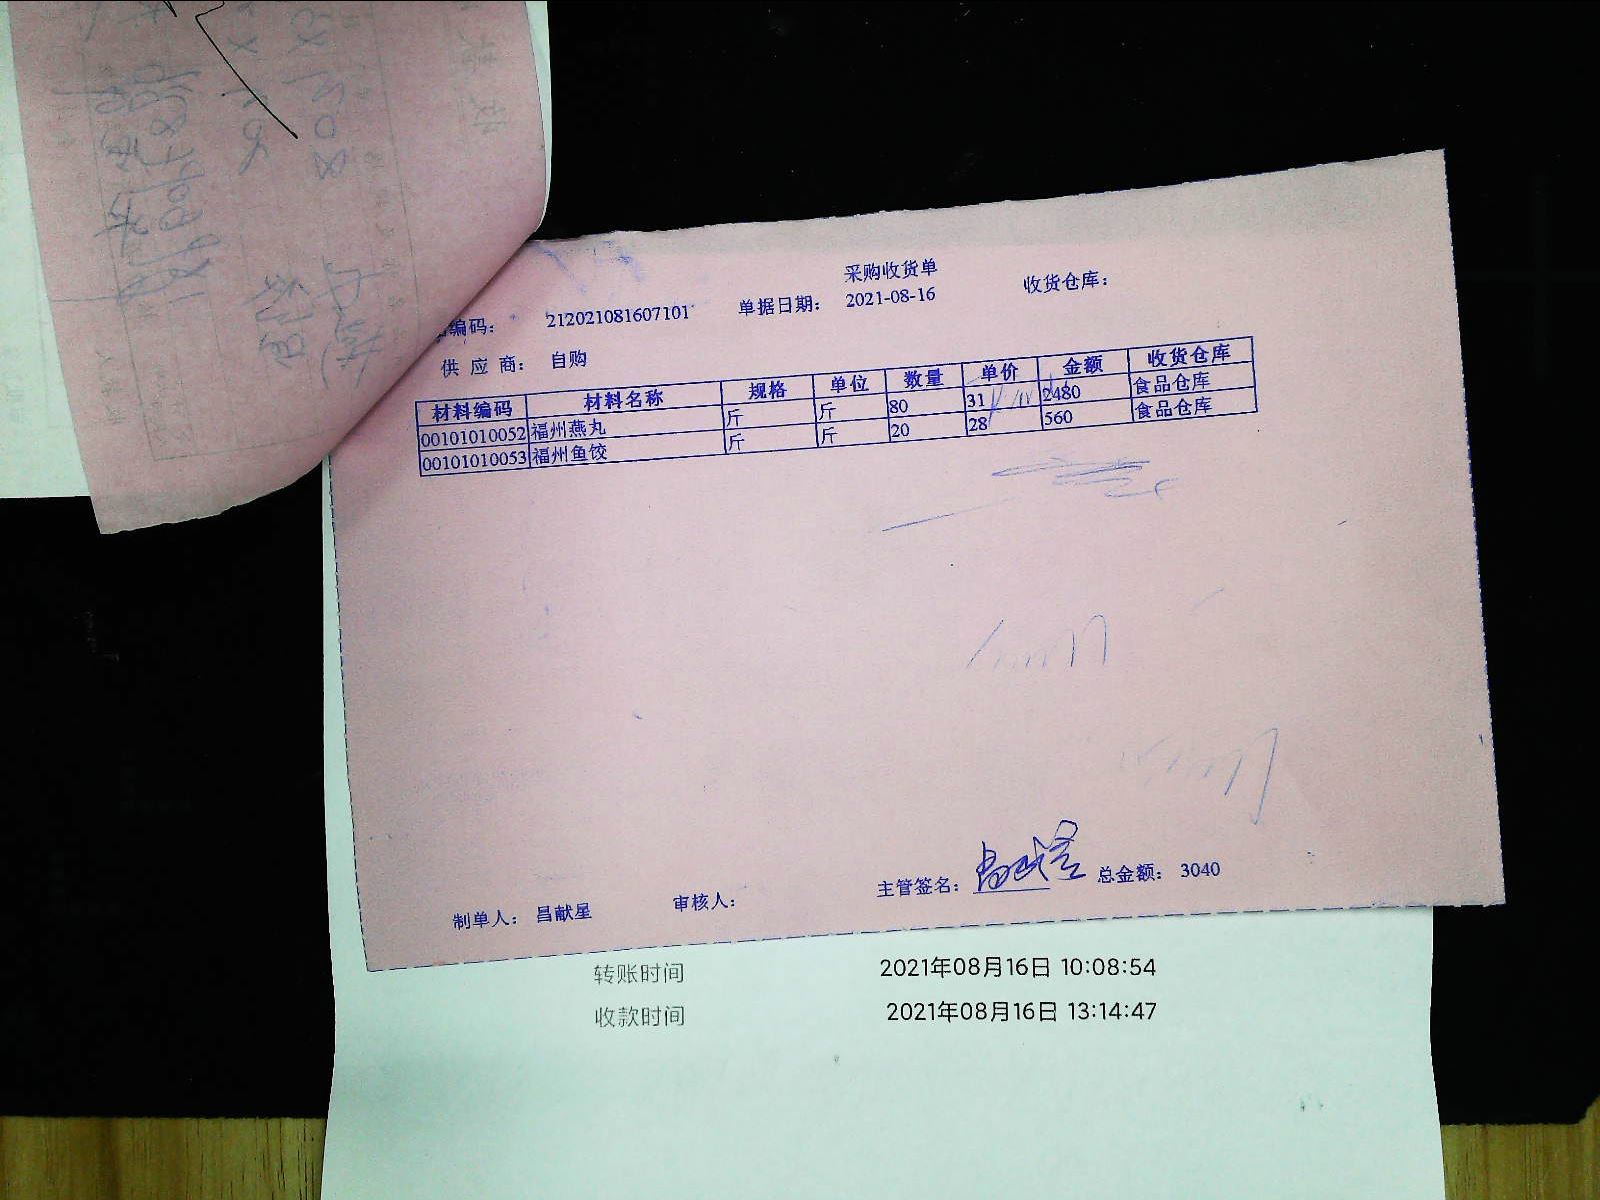 采购收货单
编码： 212021081607101 单据日期： 2021-08-16 收货仓库：
供应商： 自购
材料编码 材料名称 规格 单位 数量 单价 金额 收货仓库
00101010052 福州燕丸 斤 斤 80 31 2480 食品仓库
00101010053 福州鱼饺 斤 斤 20 28 560 食品仓库
制单人： 昌献星 审核人： 主管签名： 昌献星 总金额： 3040
转账时间 2021年08月16日 10:08:54
收款时间 2021年08月16日 13:14:47